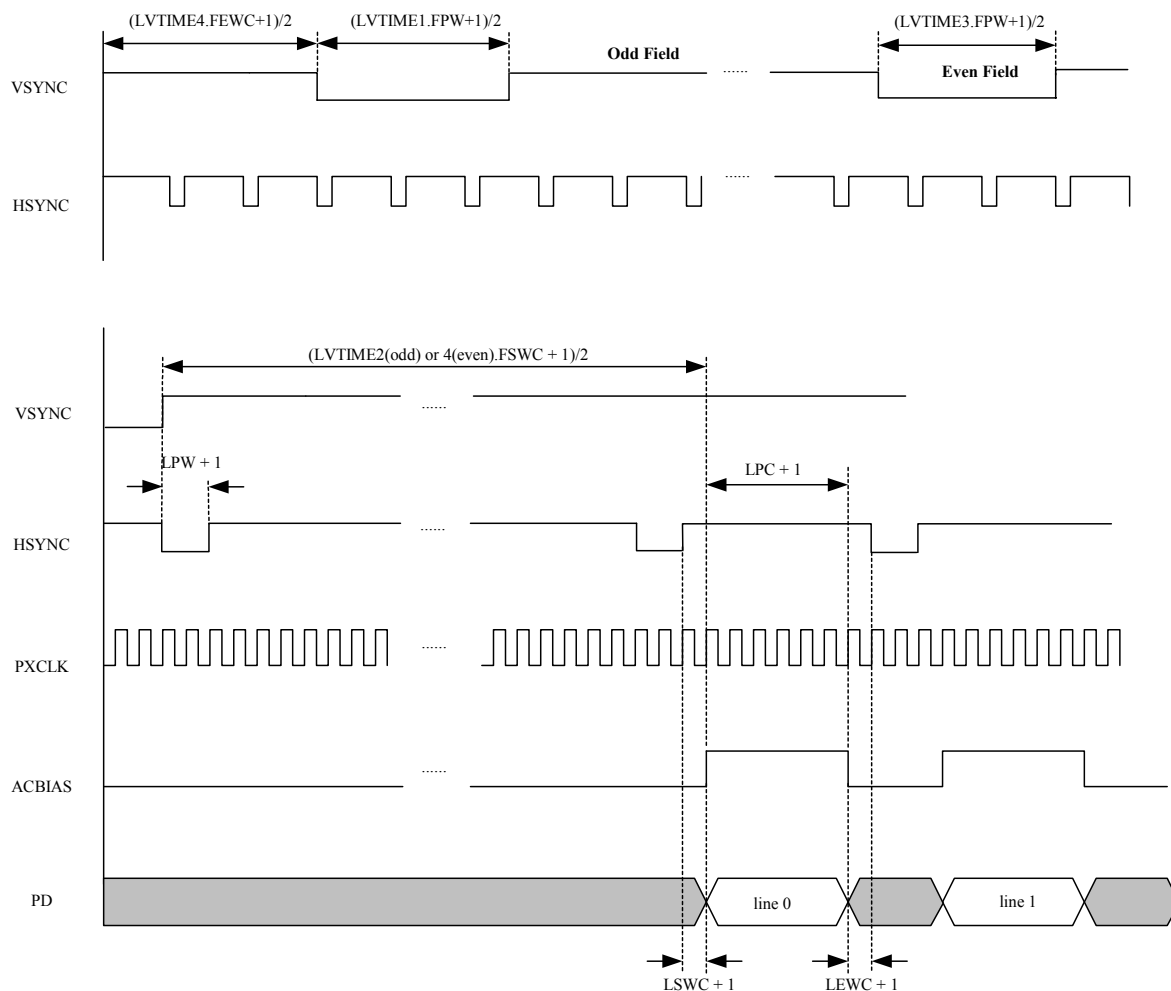 (LVTIME4.FEWC+1)/2
(LVTIME1.FPW+1)/2
(LVTIME3.FPW+1)/2
Odd Field
......
Even Field
VSYNC
HSYNC
......
(LVTIME2(odd) or 4(even).FSWC + 1)/2
VSYNC
......
LPW + 1
LPC + 1
HSYNC
......
PXCLK
......
ACBIAS
......
PD
line 0
line 1
LSWC + 1
LEWC + 1